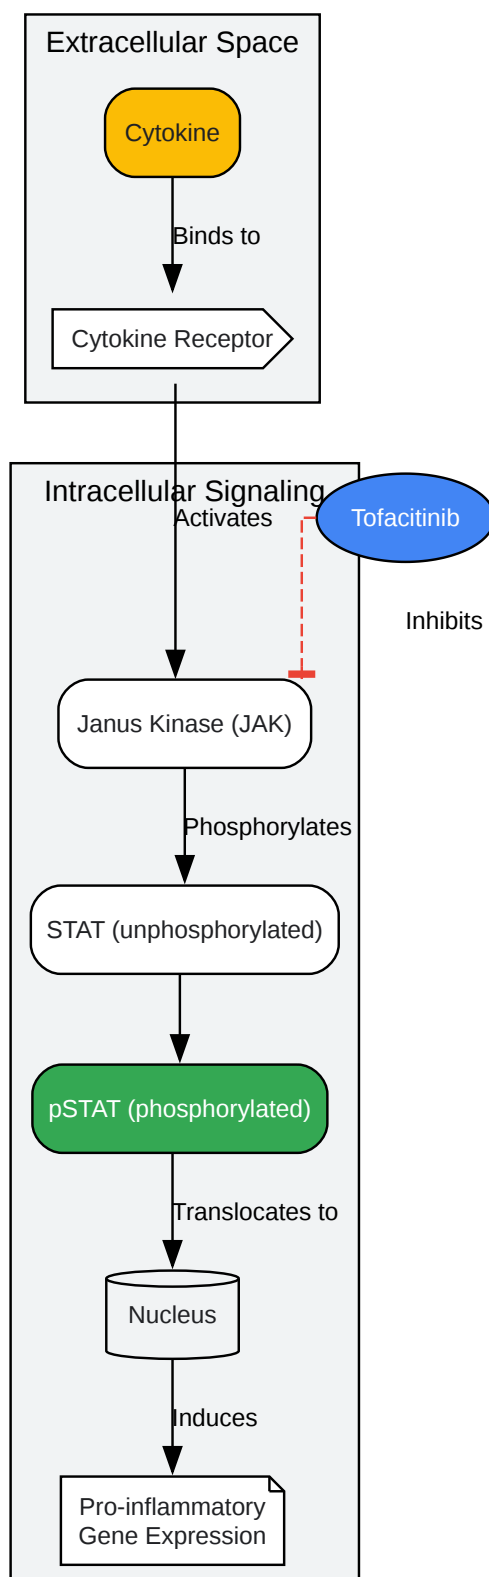 Extracellular Space
Cytokine
Binds to
Cytokine Receptor
Intracellular Signaling
Tofacitinib
Activates
Inhibits
Janus Kinase (JAK)
Phosphorylates
STAT (unphosphorylated)
pSTAT (phosphorylated)
Translocates to
Nucleus
Induces
Pro-inflammatory
Gene Expression